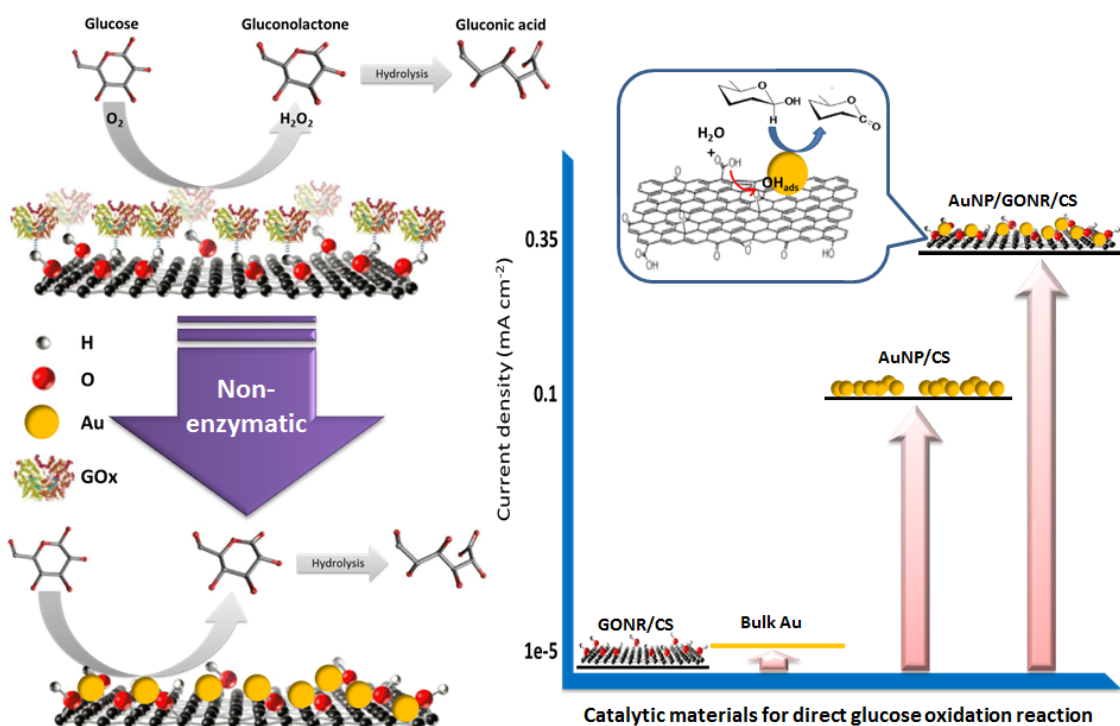 Glucose
Gluconolactone
Gluconic acid
Hydrolysis
O₂
H₂O₂
H
O
Au
GOx
Non-
enzymatic
Hydrolysis
Current density (mA cm⁻²)
0.35
0.1
1e-5
OH
H
O
O
C
O
H₂O
+
O
OH
OH_ads
O
O
O
OH
HO
AuNP/GONR/CS
AuNP/CS
GONR/CS
Bulk Au
Catalytic materials for direct glucose oxidation reaction